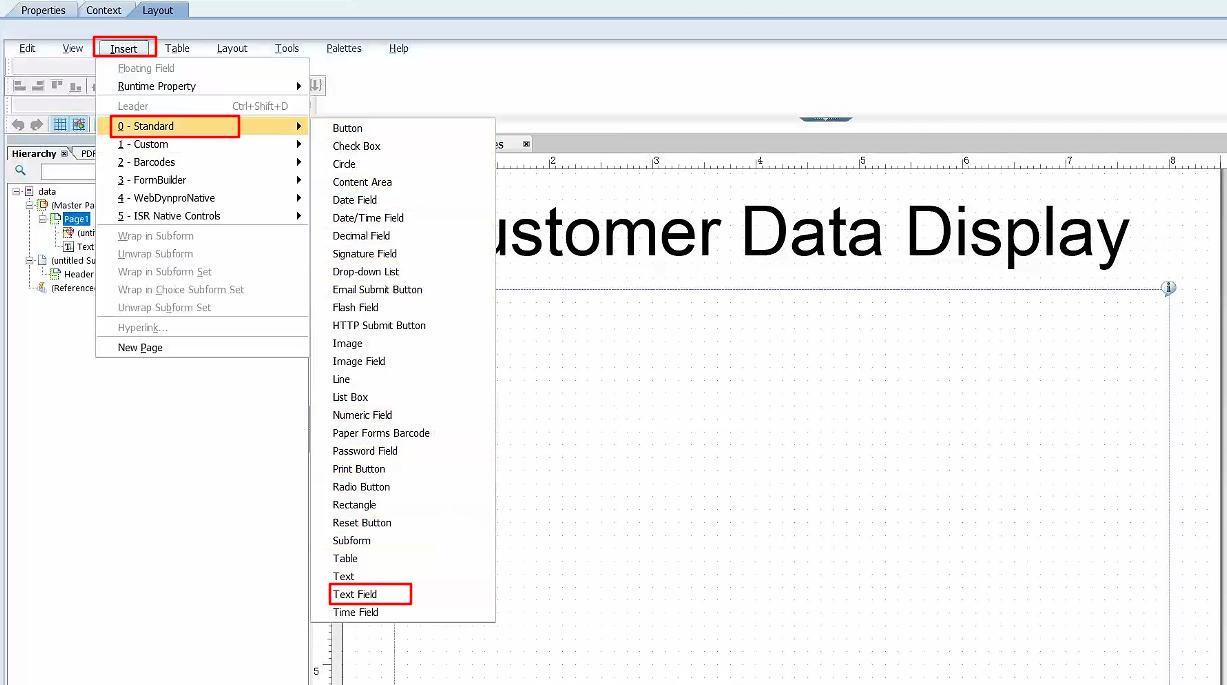 Properties Context Layout
Edit View Insert Table Layout Tools Palettes Help
Floating Field
Runtime Property
Leader Ctrl+Shift+D
0 - Standard
1 - Custom
2 - Barcodes
3 - FormBuilder
4 - WebDynproNative
5 - ISR Native Controls
Wrap in Subform
Unwrap Subform
Wrap in Subform Set
Wrap in Choice Subform Set
Unwrap Subform Set
Hyperlink...
New Page
Button
Check Box
Circle
Content Area
Date Field
Date/Time Field
Decimal Field
Signature Field
Drop-down List
Email Submit Button
Flash Field
HTTP Submit Button
Image
Image Field
Line
List Box
Numeric Field
Paper Forms Barcode
Password Field
Print Button
Radio Button
Rectangle
Reset Button
Subform
Table
Text
Text Field
Time Field
Hierarchy PDF
data
(Master Pa
Page1
(unti
Text
(untitled Su
Header
(Reference
es
2 3 4 5 6 7 8
ustomer Data Display
5